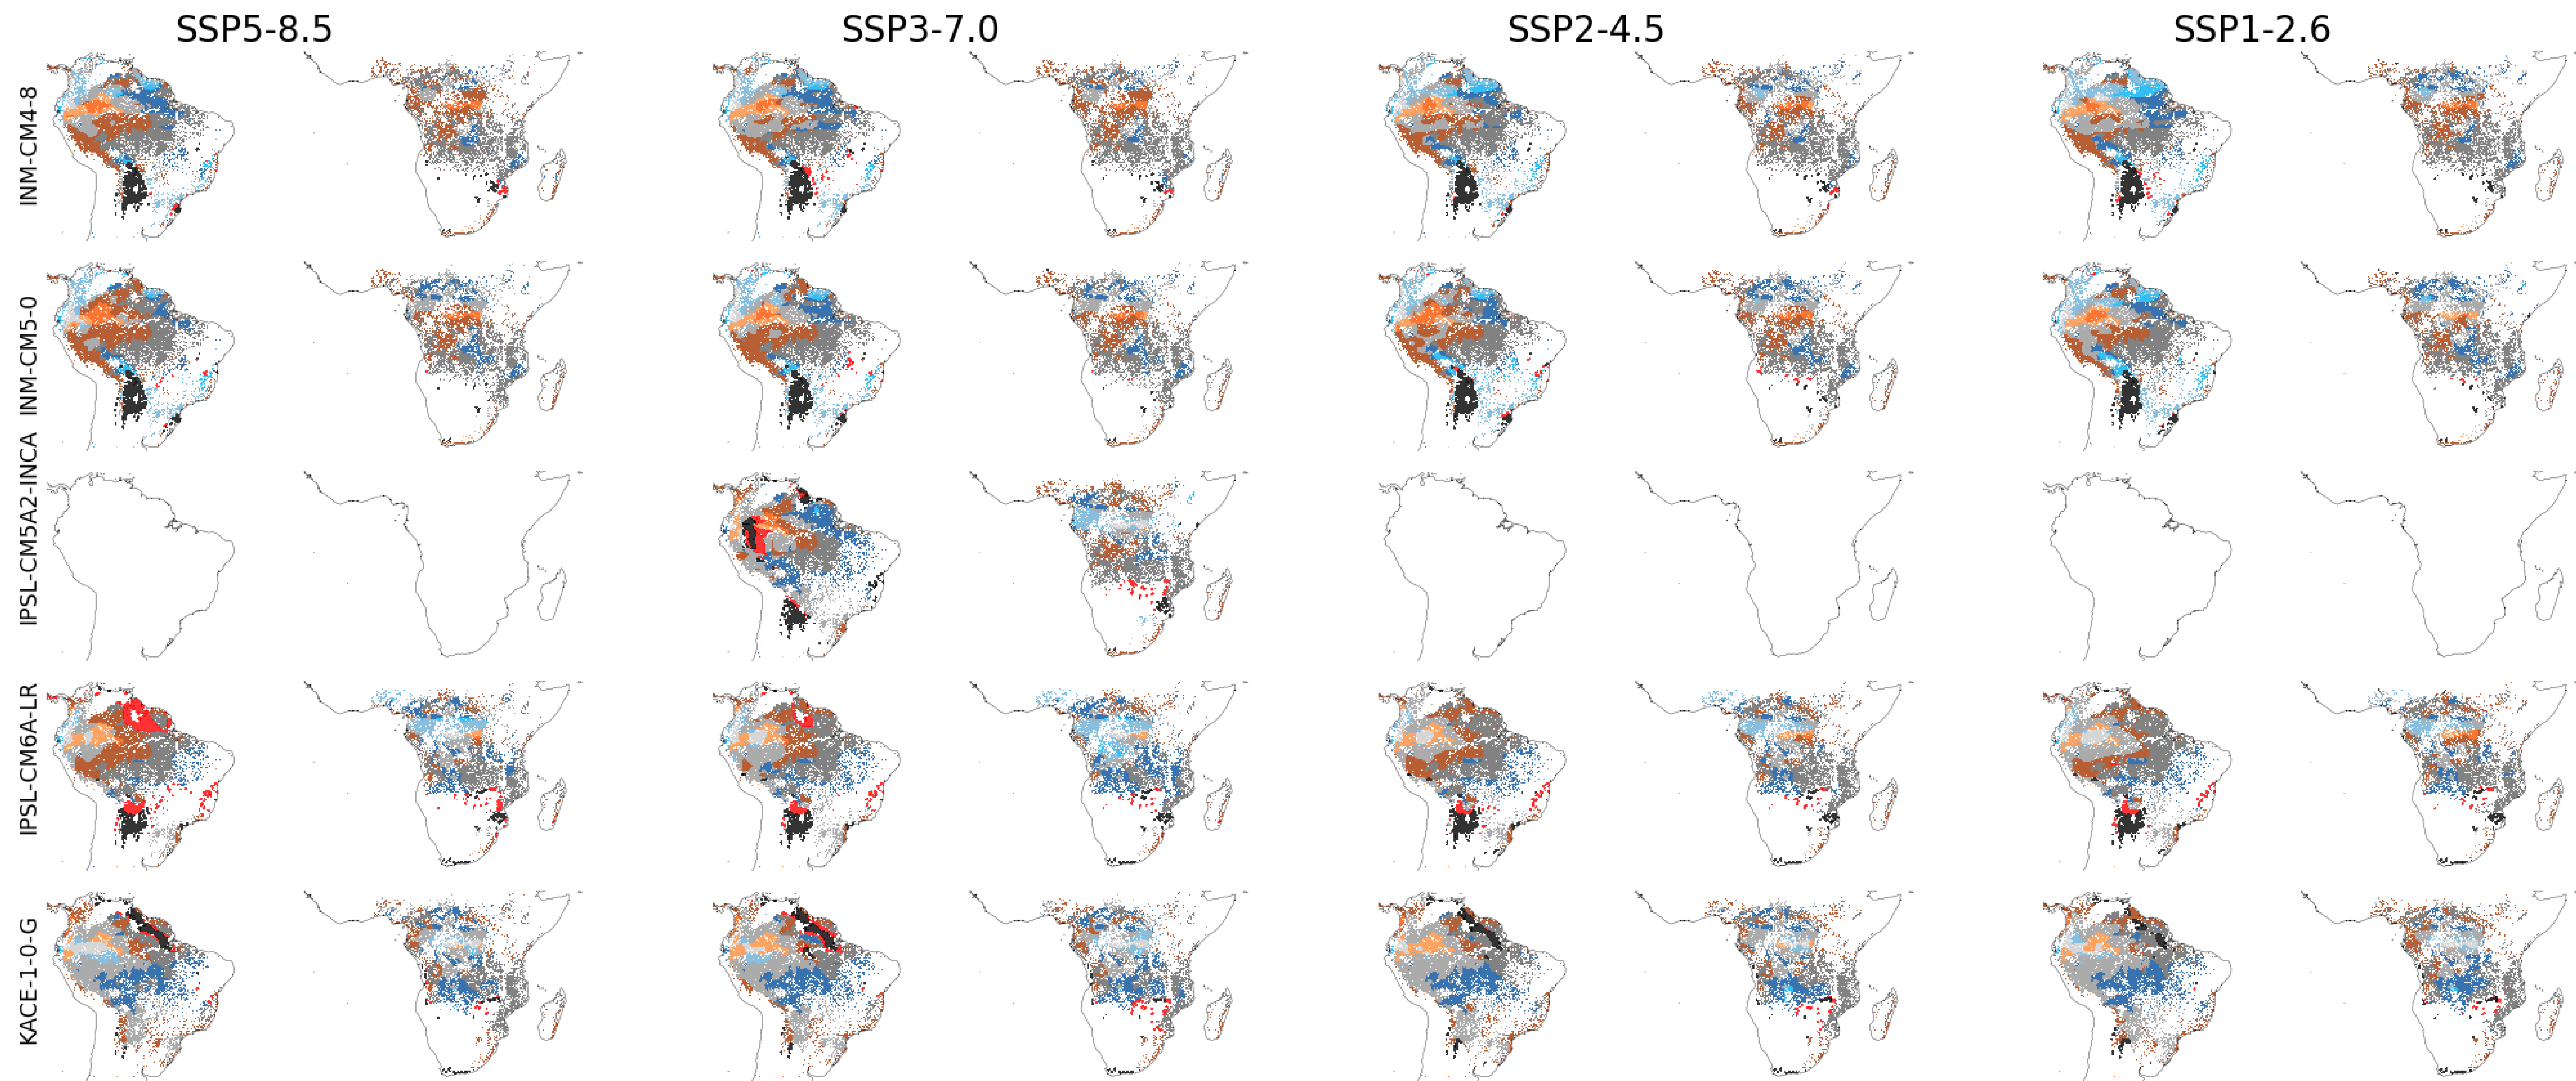 SSP5-8.5
SSP3-7.0
SSP2-4.5
SSP1-2.6
INM-CM4-8
INM-CM5-0
IPSL-CM5A2-INCA
IPSL-CM6A-LR
KACE-1-0-G